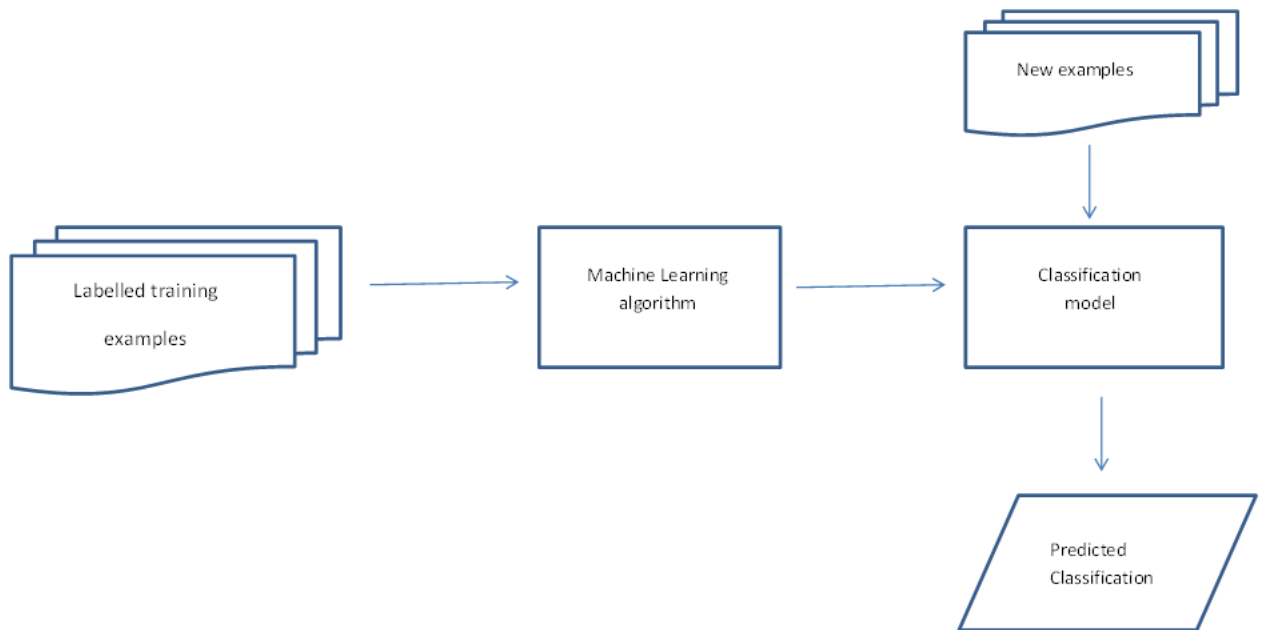 New examples
Labelled training
examples
Machine Learning
algorithm
Classification
model
Predicted
Classification